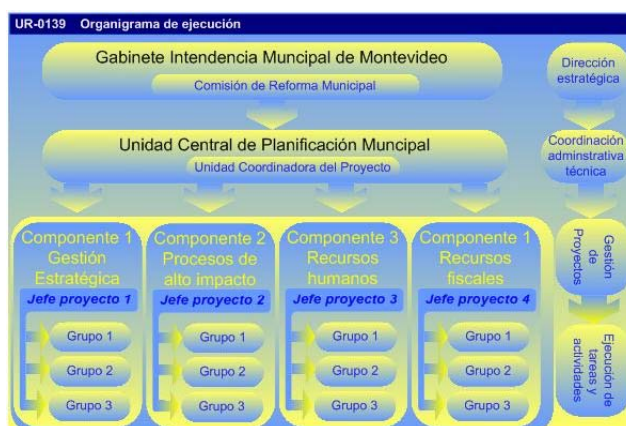 UR-0139 Organigrama de ejecución
Gabinete Intendencia Muncipal de Montevideo
Comisión de Reforma Municipal
Dirección
estratégica
Unidad Central de Planificación Muncipal
Unidad Coordinadora del Proyecto
Coordinación
adminstrativa
técnica
Componente 1
Gestión
Estratégica
Jefe proyecto 1
Grupo 1
Grupo 2
Grupo 3
Componente 2
Procesos de
alto impacto
Jefe proyecto 2
Grupo 1
Grupo 2
Grupo 3
Componente 3
Recursos
humanos
Jefe proyecto 3
Grupo 1
Grupo 2
Grupo 3
Componente 1
Recursos
fiscales
Jefe proyecto 4
Grupo 1
Grupo 2
Grupo 3
Gestión
de
Proyectos
Ejecución de
tareas y
actividades